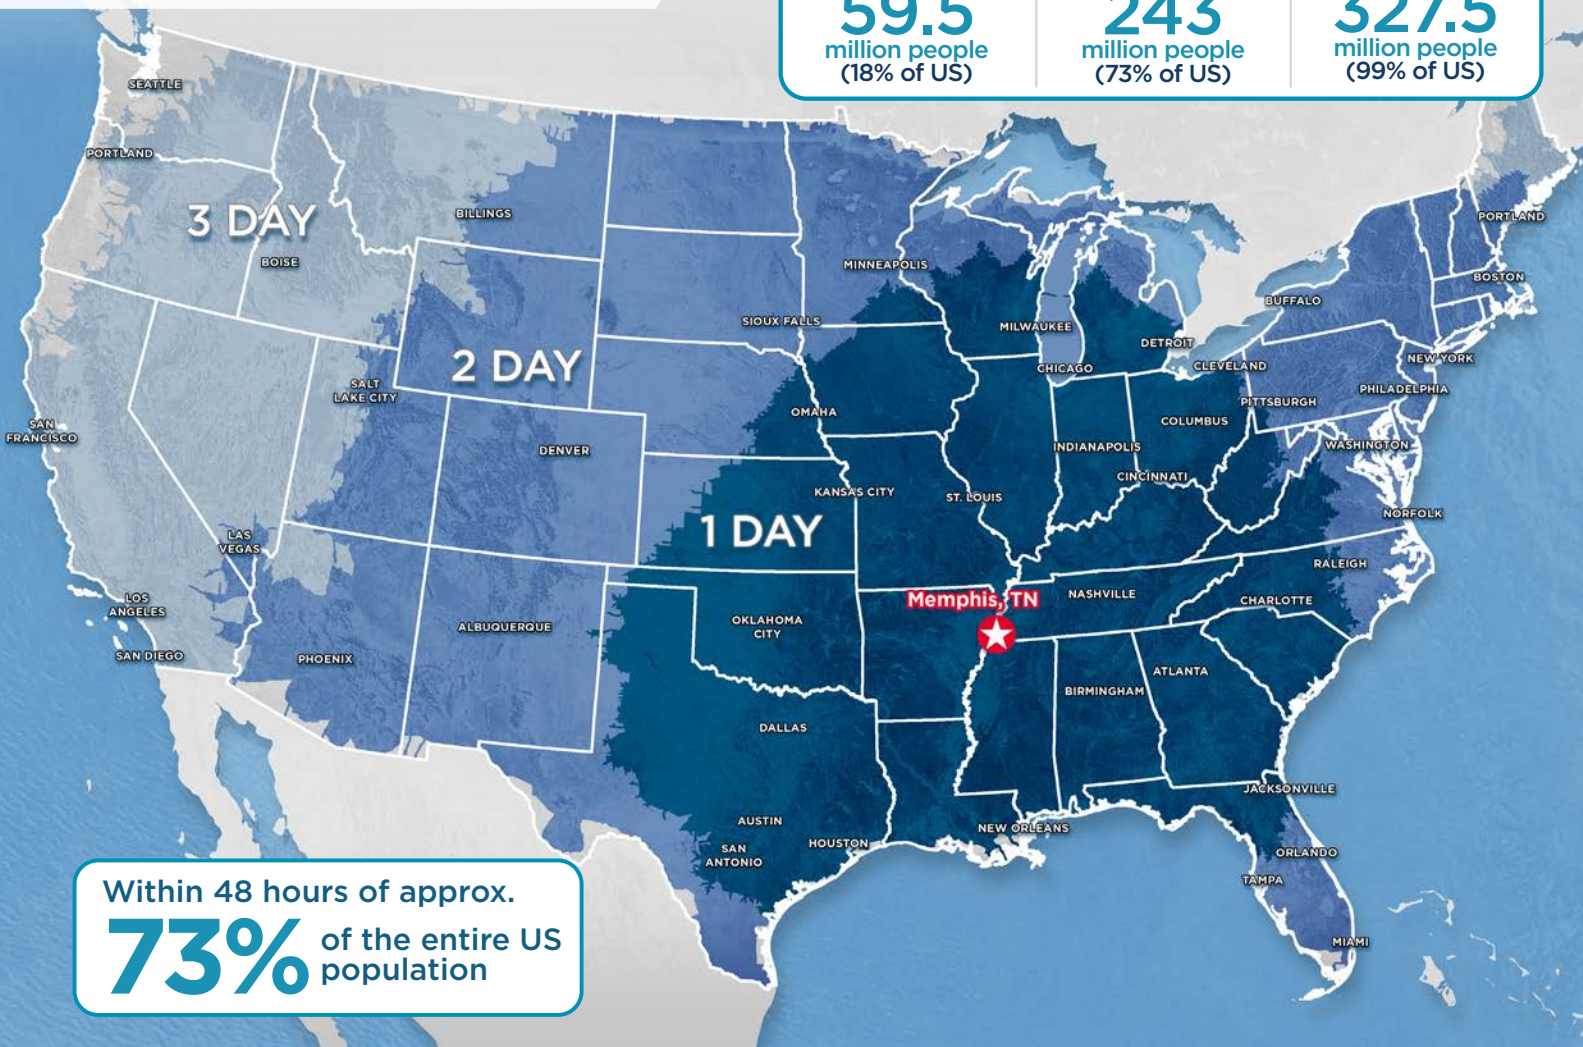 59.5
million people
(18% of US)
243
million people
(73% of US)
327.5
million people
(99% of US)
SEATTLE
PORTLAND
3 DAY
BOISE
BILLINGS
2 DAY
SALT
LAKE CITY
DENVER
SAN
FRANCISCO
LAS
VEGAS
LOS
ANGELES
SAN DIEGO
PHOENIX
ALBUQUERQUE
MINNEAPOLIS
SIOUX FALLS
OMAHA
KANSAS CITY
1 DAY
OKLAHOMA
CITY
DALLAS
AUSTIN
SAN
ANTONIO
HOUSTON
MILWAUKEE
CHICAGO
DETROIT
CLEVELAND
BUFFALO
PORTLAND
BOSTON
NEW YORK
PHILADELPHIA
PITTSBURGH
COLUMBUS
WASHINGTON
INDIANAPOLIS
CINCINNATI
ST. LOUIS
NORFOLK
RALEIGH
Memphis, TN
NASHVILLE
CHARLOTTE
ATLANTA
BIRMINGHAM
JACKSONVILLE
NEW ORLEANS
ORLANDO
TAMPA
MIAMI
Within 48 hours of approx.
73%
of the entire US
population